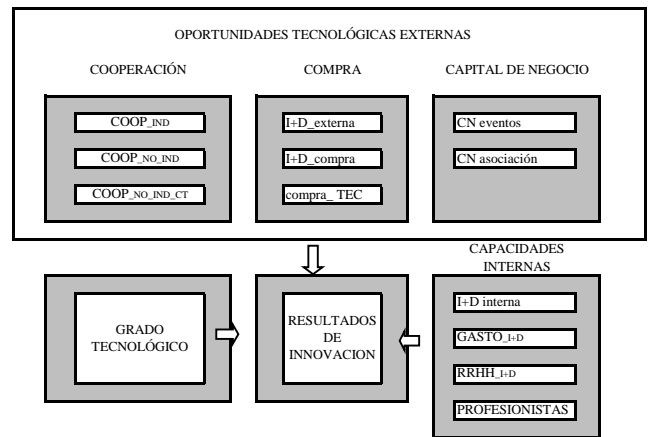 OPORTUNIDADES TECNOLÓGICAS EXTERNAS
COOPERACIÓN
COMPRA
CAPITAL DE NEGOCIO
COOP_IND
I+D_externa
CN eventos
COOP_NO_IND
I+D_compra
CN asociación
COOP_NO_IND_CT
compra_ TEC
CAPACIDADES
INTERNAS
GRADO
TECNOLÓGICO
RESULTADOS
DE
INNOVACION
I+D interna
GASTO_I+D
RRHH_I+D
PROFESIONISTAS